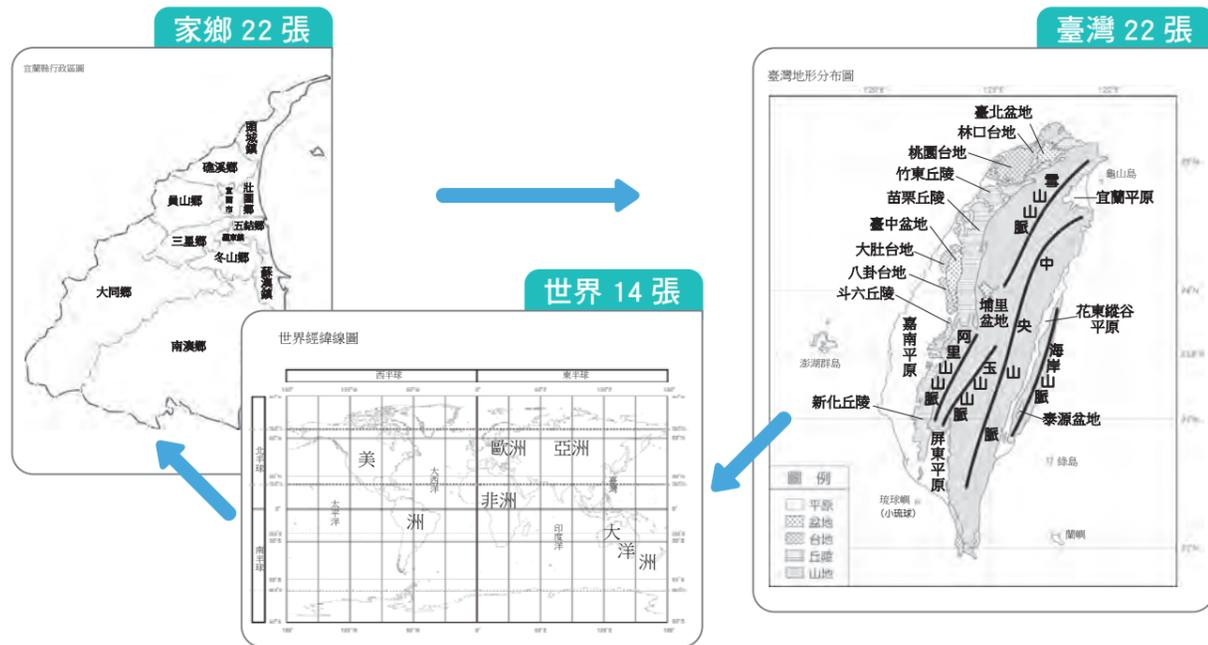 家鄉 22 張
宜蘭縣行政區圖
頭城鎮
礁溪鄉
員山鄉
宜蘭市
壯圍鄉
五結鄉
三星鄉
羅東鎮
冬山鄉
蘇澳鎮
大同鄉
南澳鄉
臺灣 22 張
臺灣地形分布圖
120°E
121°E
122°E
臺北盆地
林口台地
桃園台地
竹東丘陵
苗栗丘陵
臺中盆地
大肚台地
八卦台地
斗六丘陵
雪山山脈
龜山島
宜蘭平原
中央山脈
埔里
盆地
花東縱谷
平原
海岸山脈
嘉南平原
阿里山山脈
玉山山脈
澎湖群島
新化丘陵
泰源盆地
屏東平原
綠島
琉球嶼
(小琉球)
蘭嶼
圖 例
平原
盆地
台地
丘陵
山地
世界 14 張
世界經緯線圖
西半球
東半球
北半球
南半球
美
洲
歐洲
亞洲
非洲
大西洋
太平洋
印度洋
臺灣
大
洋
洲